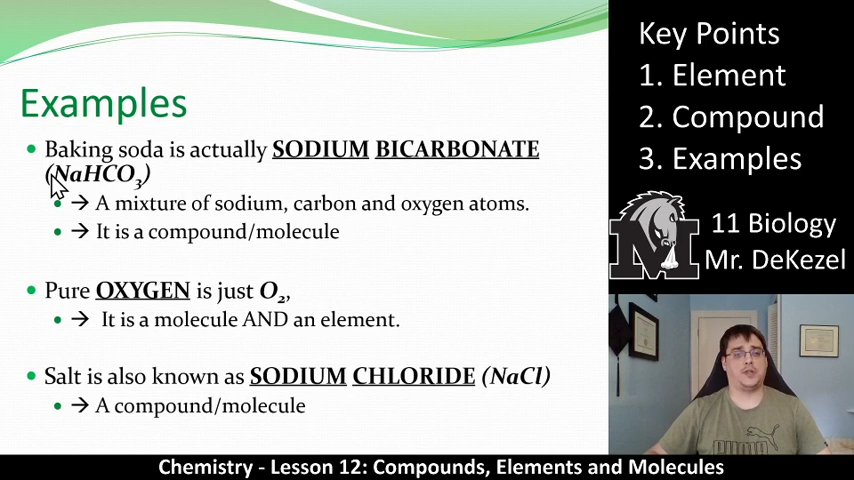 Examples
Baking soda is actually SODIUM BICARBONATE
(NaHCO₃)
→ A mixture of sodium, carbon and oxygen atoms.
→ It is a compound/molecule
Pure OXYGEN is just O₂,
→ It is a molecule AND an element.
Salt is also known as SODIUM CHLORIDE (NaCl)
→ A compound/molecule
Key Points
1. Element
2. Compound
3. Examples
M
11 Biology
Mr. DeKezel
PUMA
Chemistry - Lesson 12: Compounds, Elements and Molecules